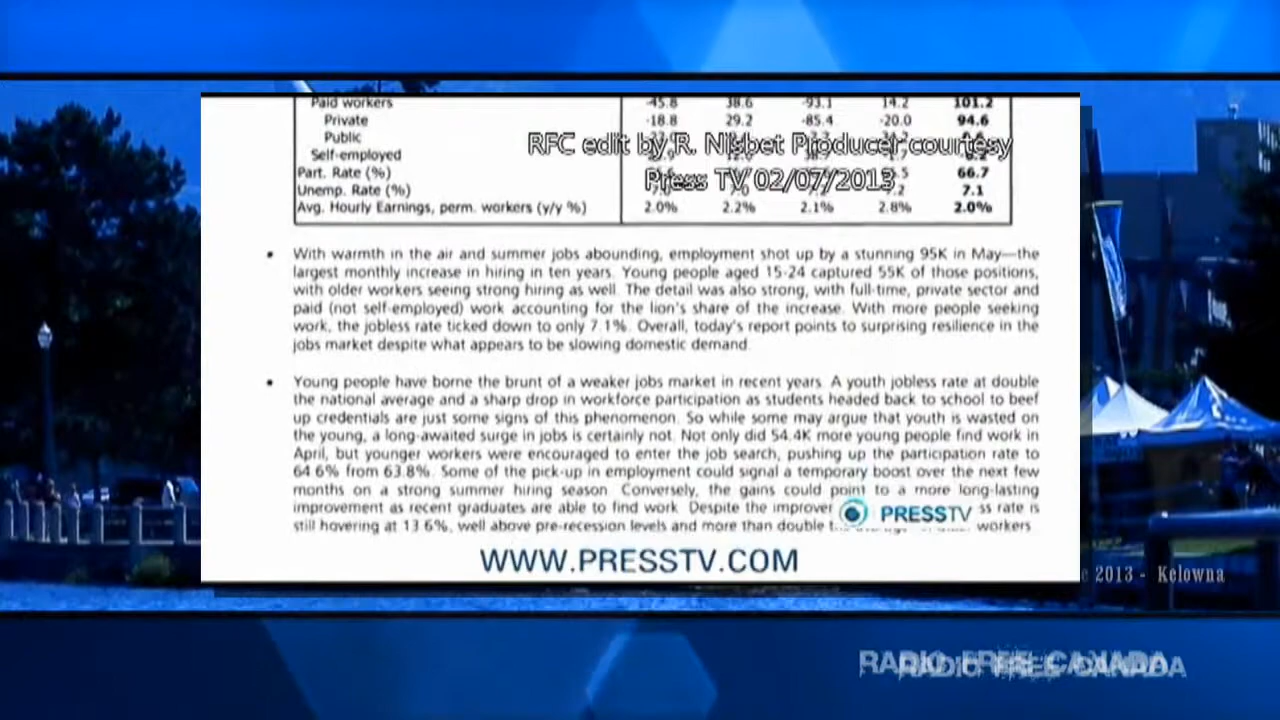 Paid workers -45.8 38.6 -93.1 14.2 101.2
Private -18.8 29.2 -85.4 -20.0 94.6
Public
RFC edit by R. Nisbet Producer courtesy
Self-employed
Part. Rate (%) 66.7
Press TV 02/07/2013
Unemp. Rate (%) 7.1
Avg. Hourly Earnings, perm. workers (y/y %) 2.0% 2.2% 2.1% 2.8% 2.0%
• With warmth in the air and summer jobs abounding, employment shot up by a stunning 95K in May—the
largest monthly increase in hiring in ten years. Young people aged 15-24 captured 55K of those positions,
with older workers seeing strong hiring as well. The detail was also strong, with full-time, private sector and
paid (not self-employed) work accounting for the lion's share of the increase. With more people seeking
work, the jobless rate ticked down to only 7.1%. Overall, today's report points to surprising resilience in the
jobs market despite what appears to be slowing domestic demand.
• Young people have borne the brunt of a weaker jobs market in recent years. A youth jobless rate at double
the national average and a sharp drop in workforce participation as students headed back to school to beef
up credentials are just some signs of this phenomenon. So while some may argue that youth is wasted on
the young, a long-awaited surge in jobs is certainly not. Not only did 54.4K more young people find work in
April, but younger workers were encouraged to enter the job search, pushing up the participation rate to
64.6% from 63.8%. Some of the pick-up in employment could signal a temporary boost over the next few
months on a strong summer hiring season. Conversely, the gains could point to a more long-lasting
improvement as recent graduates are able to find work. Despite the improver ss rate is
PRESSTV
still hovering at 13.6%, well above pre-recession levels and more than double workers.
WWW.PRESSTV.COM
2013 - Kelowna
RADIO FREE CANADA
RADIO FREE CANADA